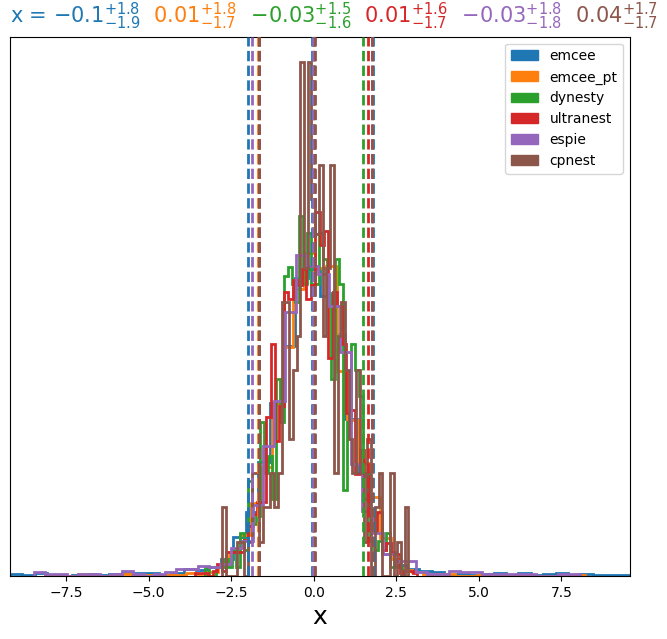 x = −0.1+1.8−1.9 0.01+1.8−1.7 −0.03+1.5−1.6 0.01+1.6−1.7 −0.03+1.8−1.8 0.04+1.7−1.7
emcee
emcee_pt
dynesty
ultranest
espie
cpnest
−7.5 −5.0 −2.5 0.0 2.5 5.0 7.5
x